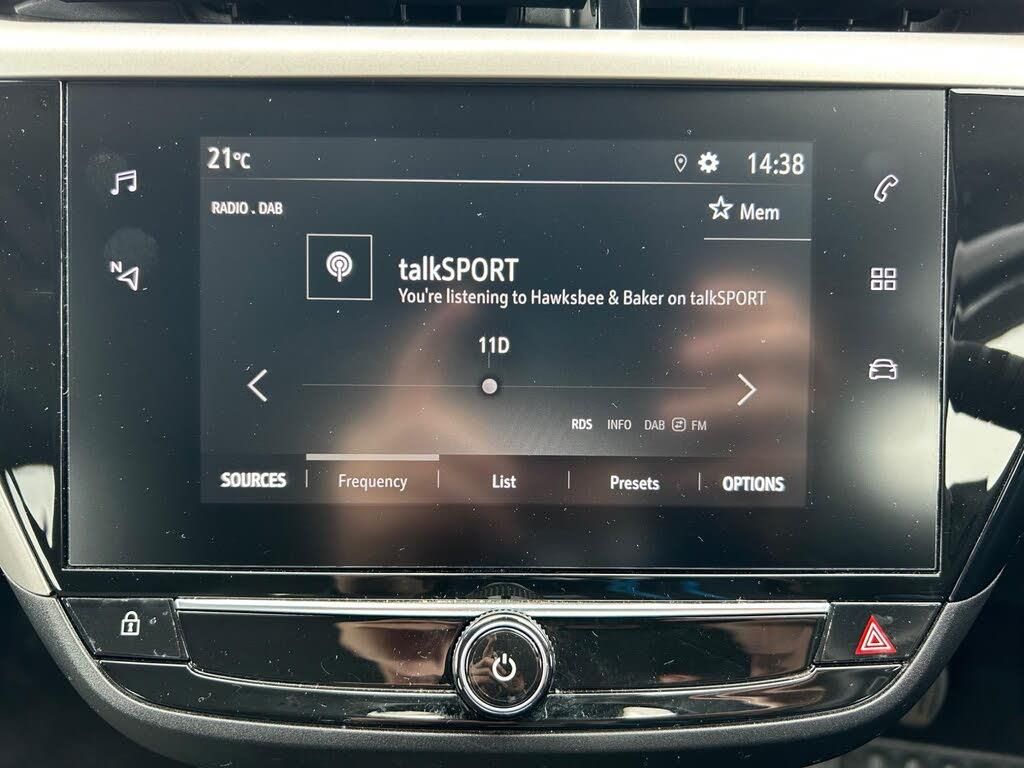 21°C 14:38
RADIO . DAB Mem
talkSPORT
You're listening to Hawksbee & Baker on talkSPORT
N
11D
RDS INFO DAB FM
SOURCES Frequency List Presets OPTIONS